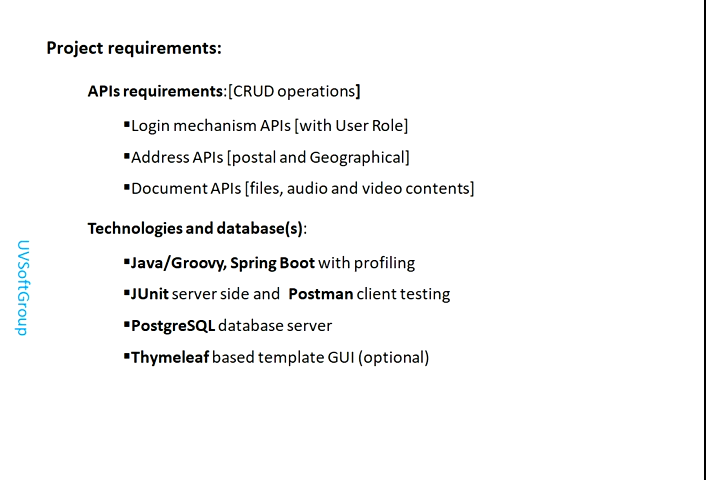 Project requirements:
APIs requirements:[CRUD operations]
▪Login mechanism APIs [with User Role]
▪Address APIs [postal and Geographical]
▪Document APIs [files, audio and video contents]
Technologies and database(s):
▪Java/Groovy, Spring Boot with profiling
▪JUnit server side and Postman client testing
▪PostgreSQL database server
▪Thymeleaf based template GUI (optional)
UVSoftGroup